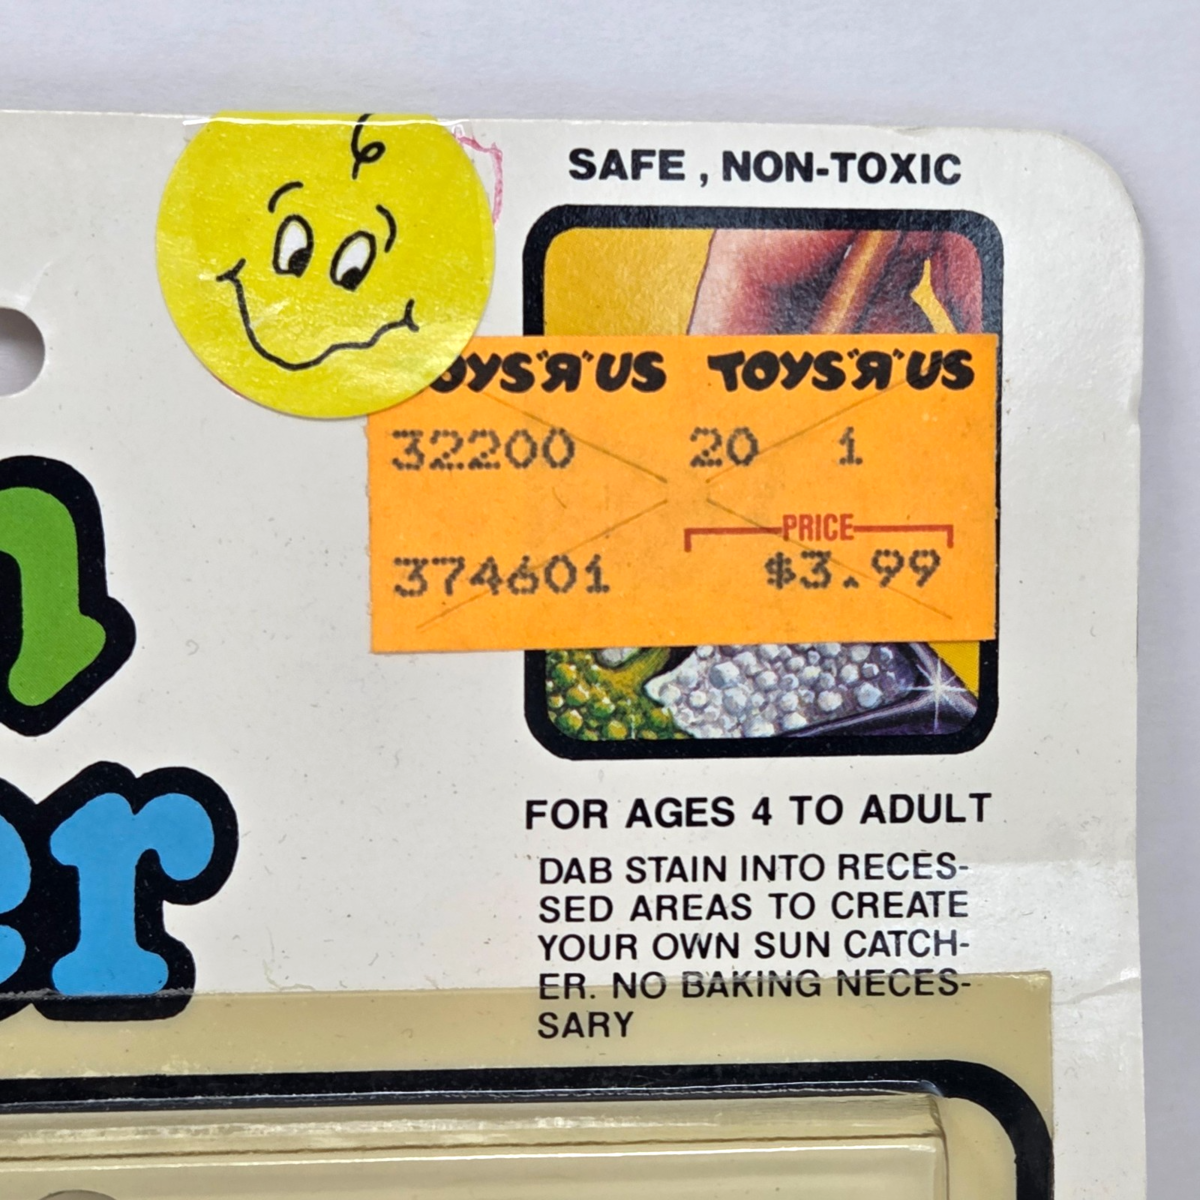 SAFE, NON-TOXIC
OYS"R"US TOYS"R"US
32200 20 1
PRICE
374601 $3.99
n
er
FOR AGES 4 TO ADULT
DAB STAIN INTO RECES-
SED AREAS TO CREATE
YOUR OWN SUN CATCH-
ER. NO BAKING NECES-
SARY